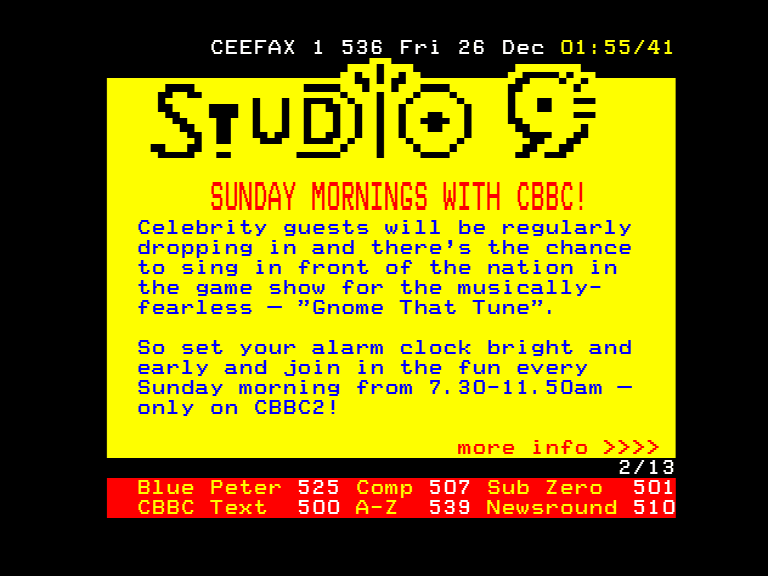 CEEFAX 1 536 Fri 26 Dec 01:55/41
STUDIO 9
SUNDAY MORNINGS WITH CBBC!
Celebrity guests will be regularly
dropping in and there's the chance
to sing in front of the nation in
the game show for the musically-
fearless – "Gnome That Tune".
So set your alarm clock bright and
early and join in the fun every
Sunday morning from 7.30-11.50am –
only on CBBC2!
more info >>>>
2/13
Blue Peter 525 Comp 507 Sub Zero 501
CBBC Text 500 A-Z 539 Newsround 510